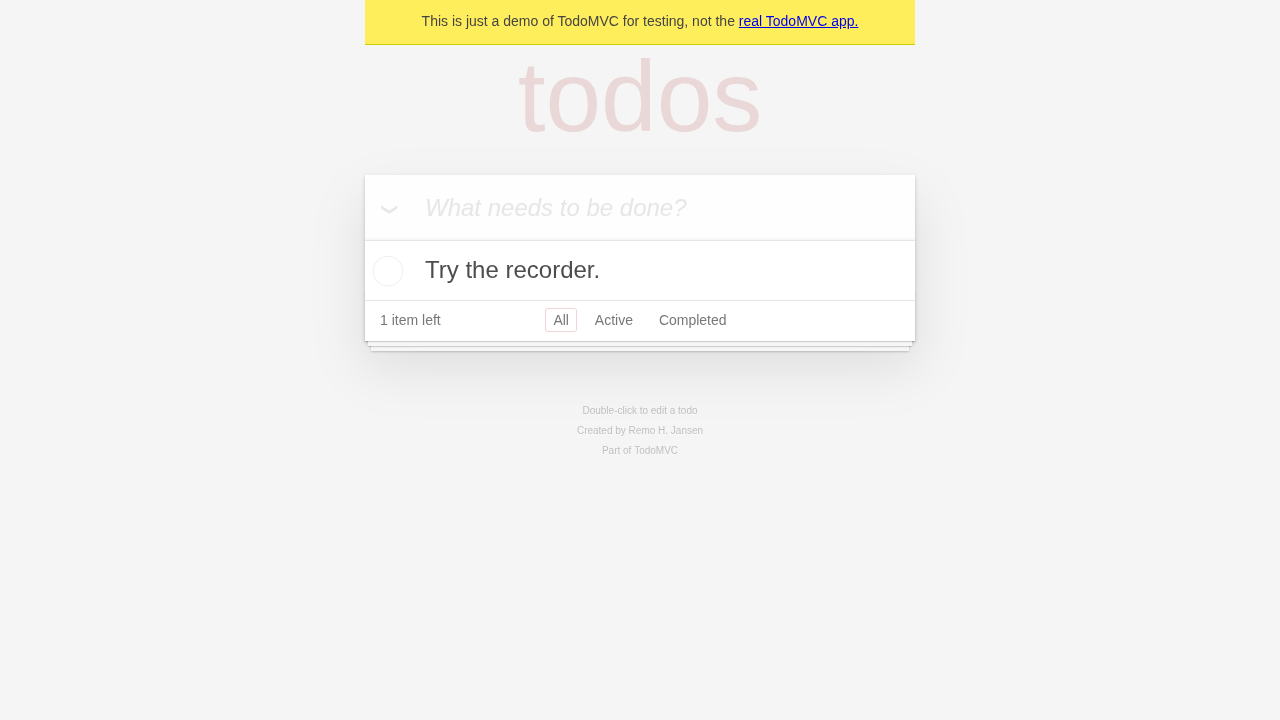 This is just a demo of TodoMVC for testing, not the real TodoMVC app.
todos
What needs to be done?
Try the recorder.
1 item left All Active Completed
Double-click to edit a todo
Created by Remo H. Jansen
Part of TodoMVC